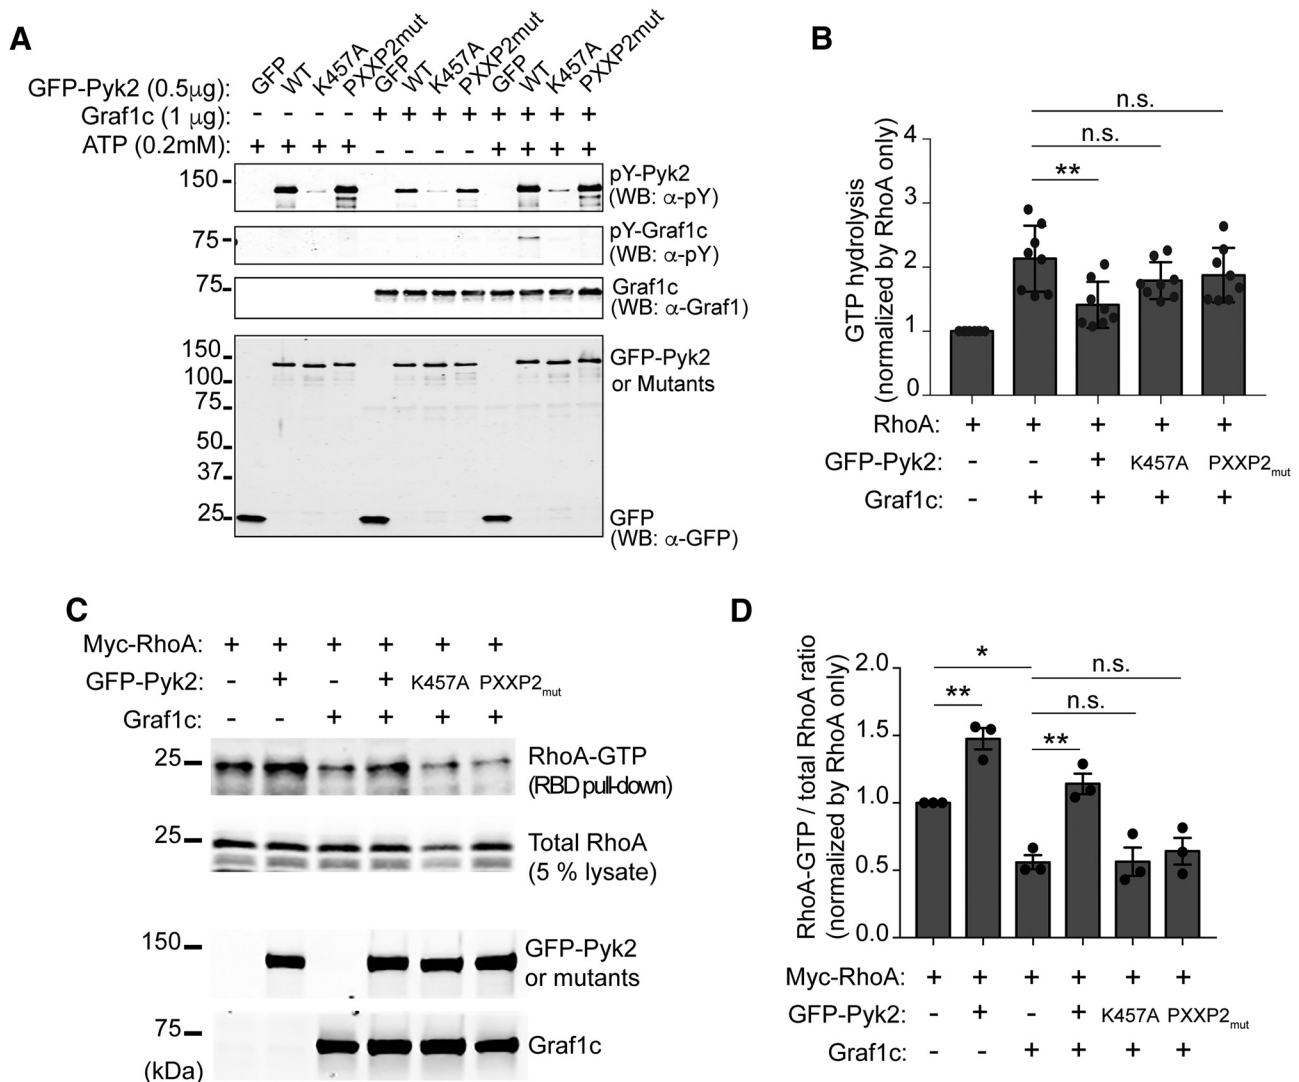 A
GFP-Pyk2 (0.5μg): GFP WT K457A PXXP2mut GFP WT K457A PXXP2mut GFP WT K457A PXXP2mut
Graf1c (1 μg): - - - - + + + + + + + +
ATP (0.2mM): + + + + - - - - + + + +
150 pY-Pyk2
(WB: α-pY)
75 pY-Graf1c
(WB: α-pY)
75 Graf1c
(WB: α-Graf1)
150 GFP-Pyk2
100 or Mutants
75
50
37
25 GFP
(WB: α-GFP)
B
GTP hydrolysis
(normalized by RhoA only)
n.s.
n.s.
**
4
3
2
1
0
RhoA: + + + + +
GFP-Pyk2: - - + K457A PXXP2mut
Graf1c: - + + + +
C
Myc-RhoA: + + + + + +
GFP-Pyk2: - + - + K457A PXXP2mut
Graf1c: - - + + + +
25 RhoA-GTP
(RBD pull-down)
25 Total RhoA
(5 % lysate)
150 GFP-Pyk2
or mutants
75 Graf1c
(kDa)
D
RhoA-GTP / total RhoA ratio
(normalized by RhoA only)
* n.s.
** n.s.
**
2.0
1.5
1.0
0.5
0.0
Myc-RhoA: + + + + + +
GFP-Pyk2: - + - + K457A PXXP2mut
Graf1c: - - + + + +